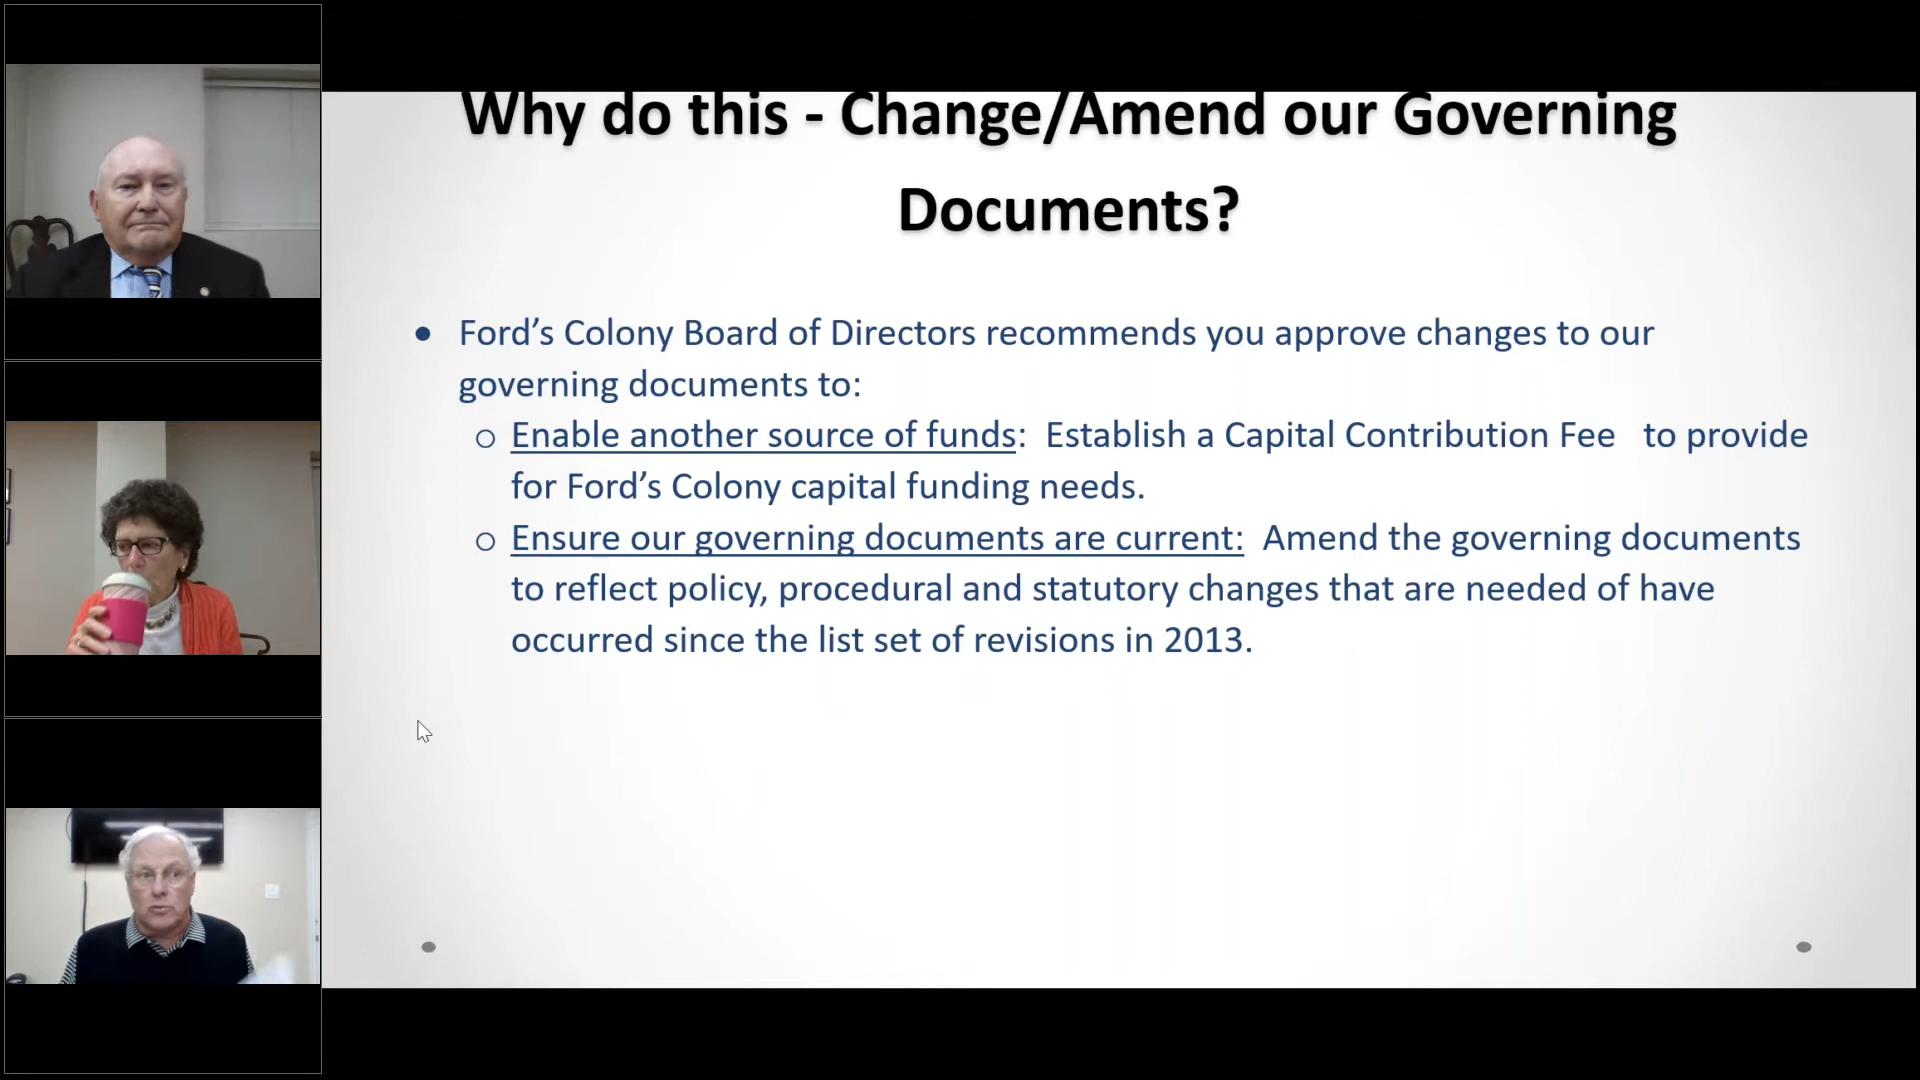 Why do this - Change/Amend our Governing
Documents?
• Ford’s Colony Board of Directors recommends you approve changes to our
governing documents to:
o Enable another source of funds:  Establish a Capital Contribution Fee   to provide
for Ford’s Colony capital funding needs.
o Ensure our governing documents are current:  Amend the governing documents
to reflect policy, procedural and statutory changes that are needed of have
occurred since the list set of revisions in 2013.